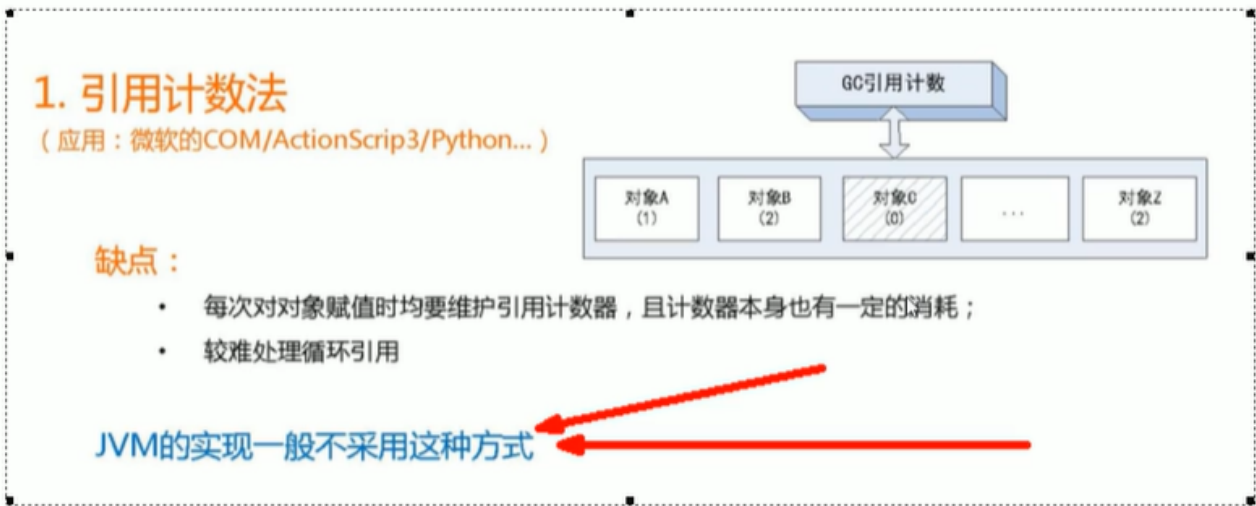 1. 引用计数法
（应用：微软的COM/ActionScrip3/Python...）
GC引用计数
对象A
(1)
对象B
(2)
对象C
(0)
...
对象Z
(2)
缺点：
• 每次对对象赋值时均要维护引用计数器，且计数器本身也有一定的消耗；
• 较难处理循环引用
JVM的实现一般不采用这种方式